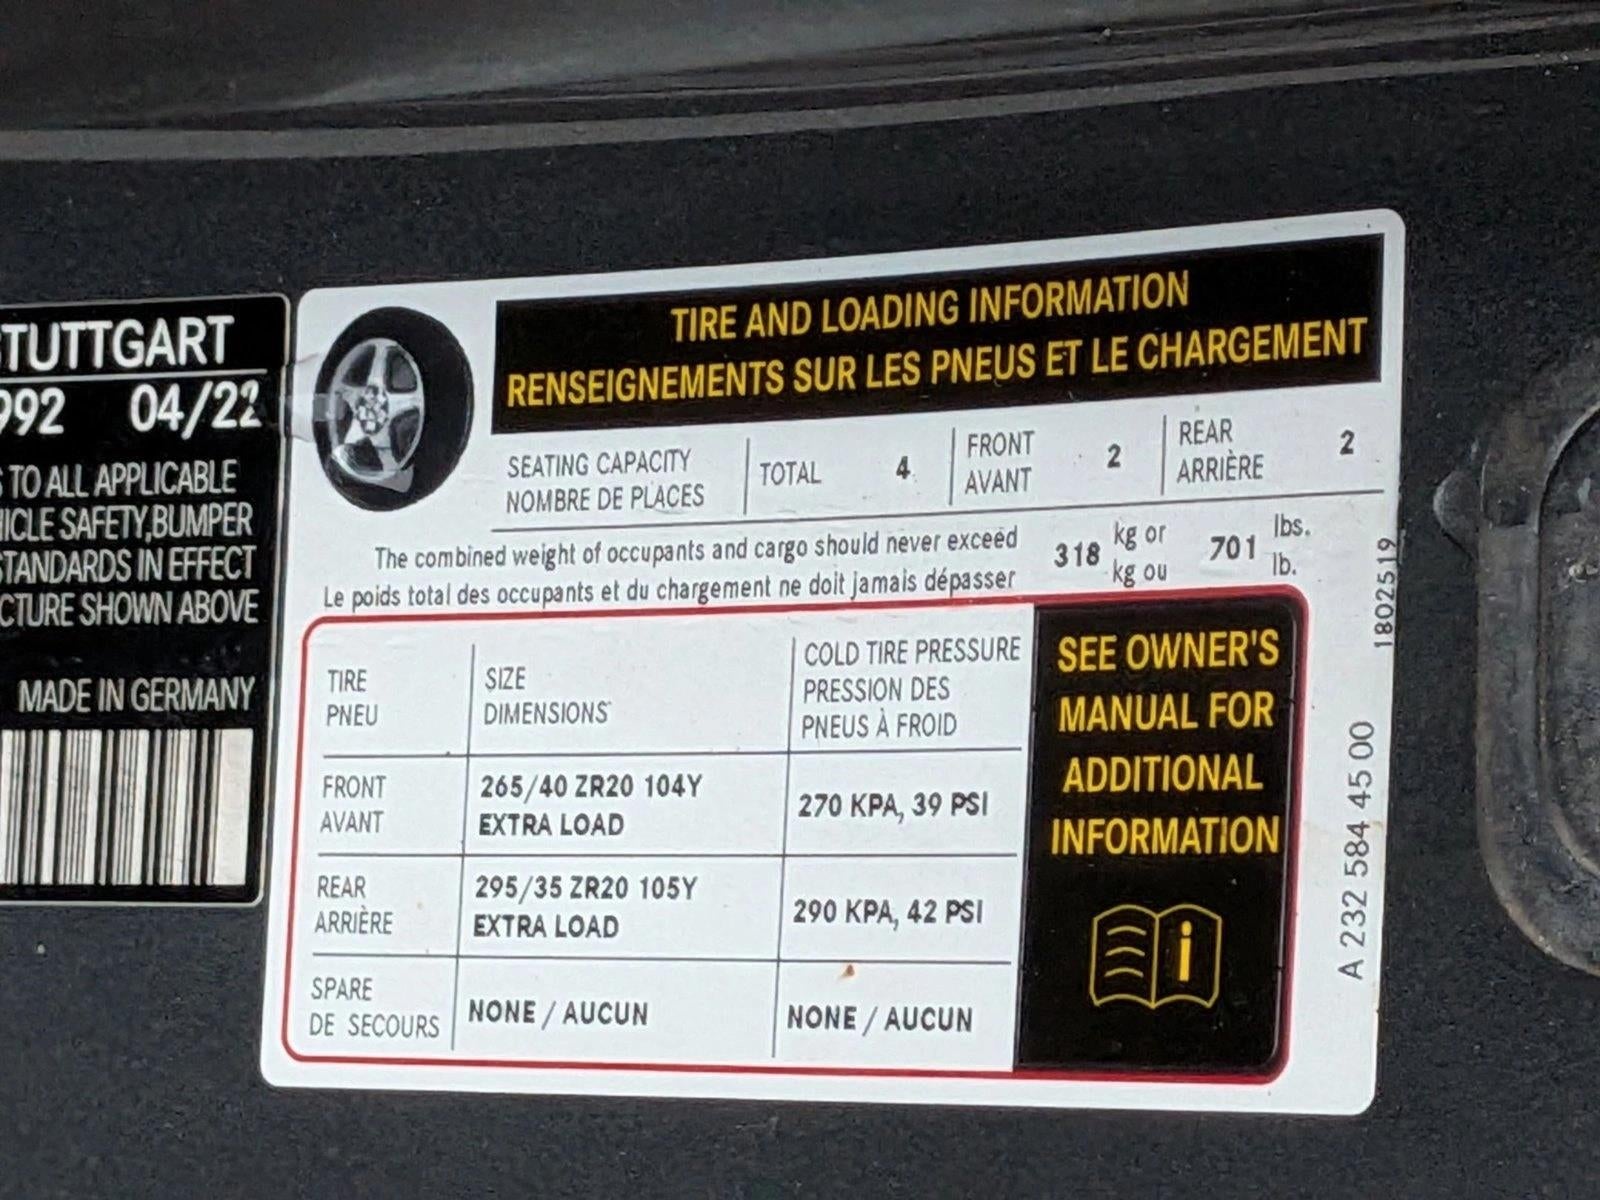 STUTTGART
992 04/22
TO ALL APPLICABLE
SAFETY,BUMPER
STANDARDS IN EFFECT
SHOWN ABOVE
MADE IN GERMANY
TIRE AND LOADING INFORMATION
RENSEIGNEMENTS SUR LES PNEUS ET LE CHARGEMENT
SEATING CAPACITY
NOMBRE DE PLACES
TOTAL 4
FRONT
AVANT
2
REAR
ARRIÈRE
2
The combined weight of occupants and cargo should never exceed
Le poids total des occupants et du chargement ne doit jamais dépasser
318
kg or
kg ou
701
lbs.
lb.
TIRE
PNEU
SIZE
DIMENSIONS
COLD TIRE PRESSURE
PRESSION DES
PNEUS À FROID
FRONT
AVANT
265/40 ZR20 104Y
EXTRA LOAD
270 KPA, 39 PSI
REAR
ARRIÈRE
295/35 ZR20 105Y
EXTRA LOAD
290 KPA, 42 PSI
SPARE
DE SECOURS
NONE / AUCUN
NONE / AUCUN
SEE OWNER'S
MANUAL FOR
ADDITIONAL
INFORMATION
i
1802519
A 232 584 45 00